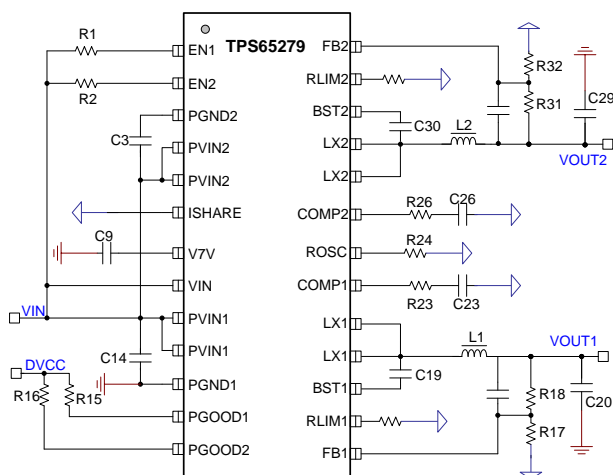 TPS65279
R1
EN1
FB2
R32
R2
EN2
RLIM2
R31
C29
PGND2
BST2
C30
L2
C3
PVIN2
LX2
VOUT2
PVIN2
LX2
ISHARE
COMP2
R26
C26
C9
V7V
ROSC
R24
VIN
COMP1
R23
C23
VIN
PVIN1
LX1
L1
VOUT1
C14
PVIN1
LX1
C19
DVCC
PGND1
BST1
R18
C20
R16
R15
PGOOD1
RLIM1
R17
PGOOD2
FB1